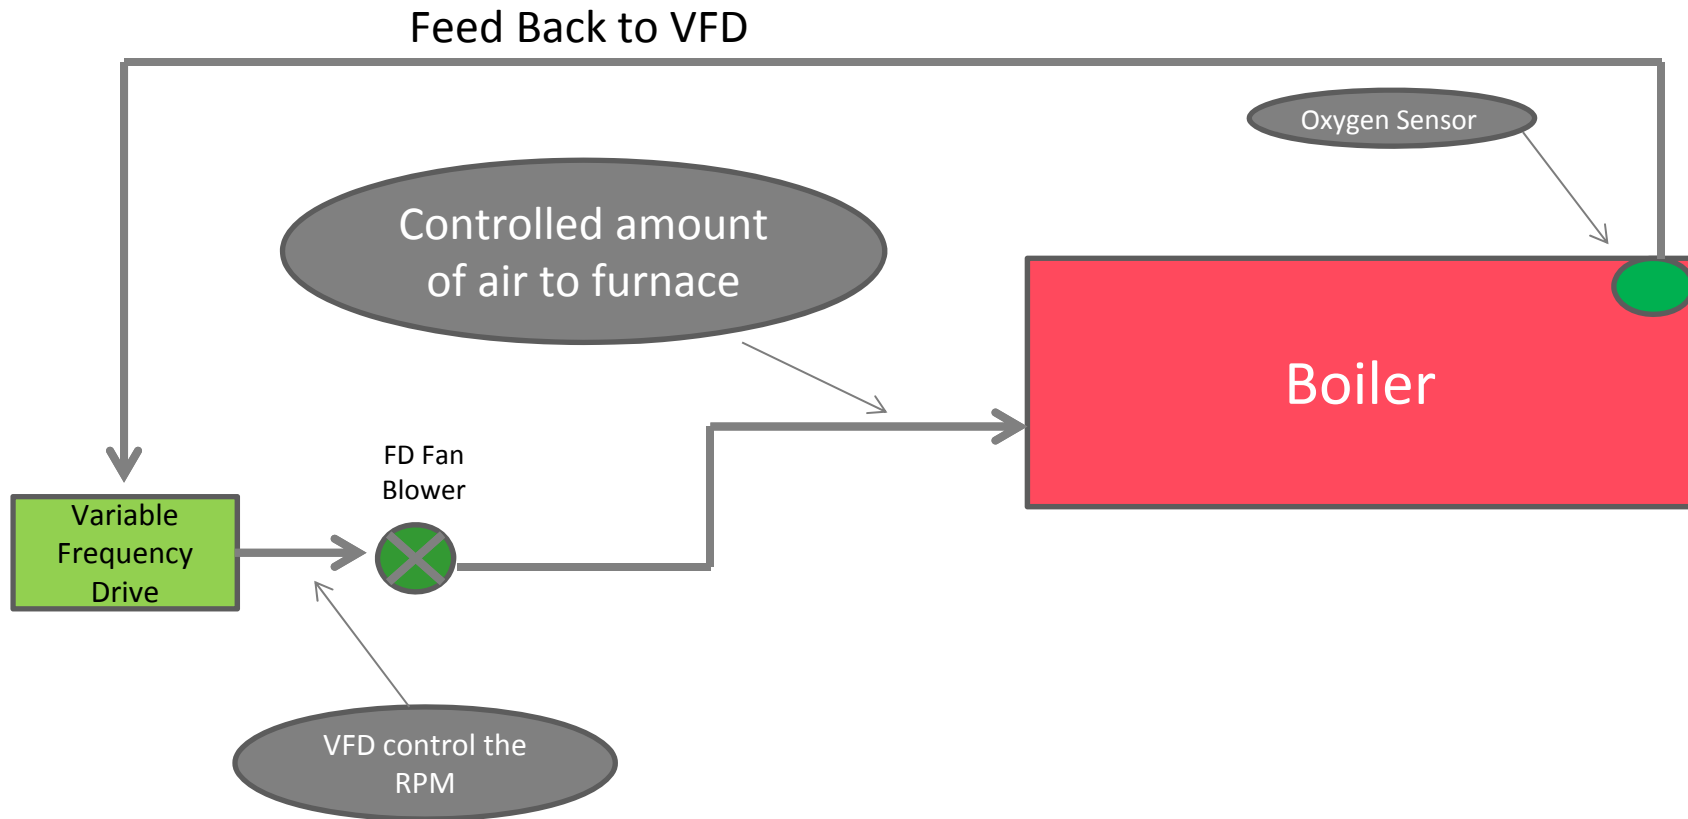 Feed Back to VFD
Oxygen Sensor
Controlled amount
of air to furnace
Boiler
FD Fan
Blower
Variable
Frequency
Drive
VFD control the
RPM